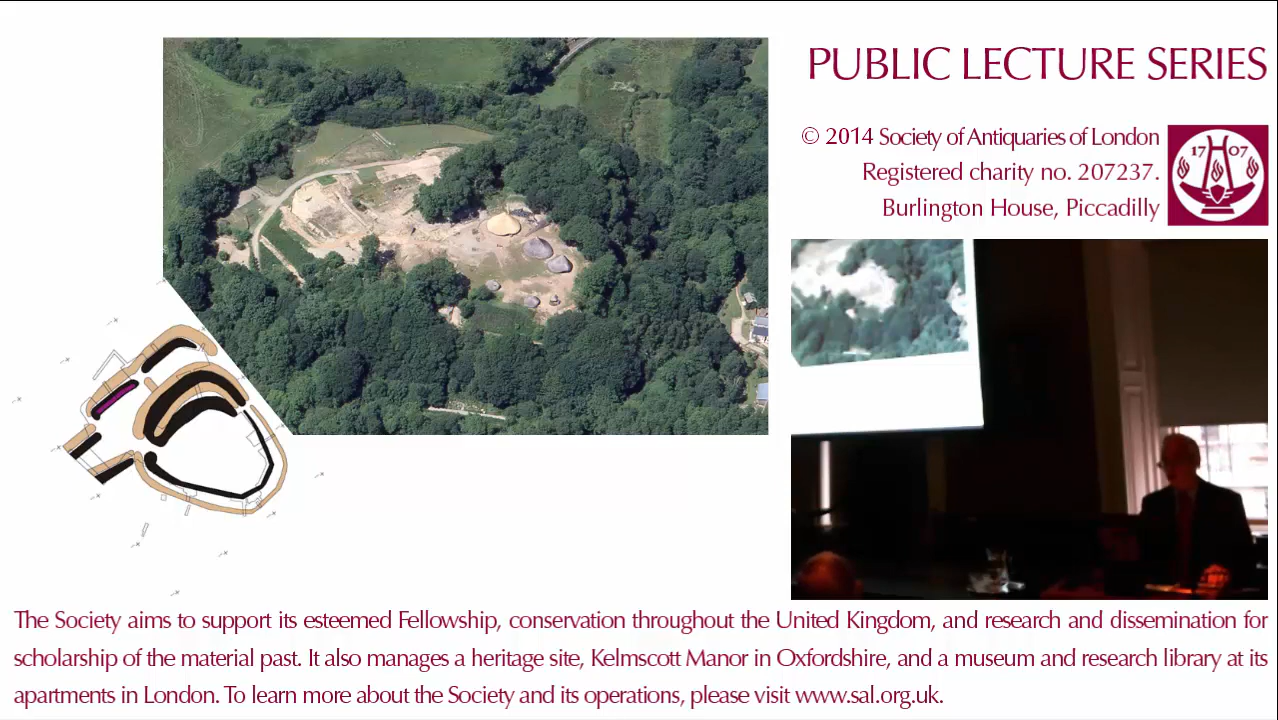 PUBLIC LECTURE SERIES
© 2014 Society of Antiquaries of London
Registered charity no. 207237.
Burlington House, Piccadilly
17 07
The Society aims to support its esteemed Fellowship, conservation throughout the United Kingdom, and research and dissemination for
scholarship of the material past. It also manages a heritage site, Kelmscott Manor in Oxfordshire, and a museum and research library at its
apartments in London. To learn more about the Society and its operations, please visit www.sal.org.uk.